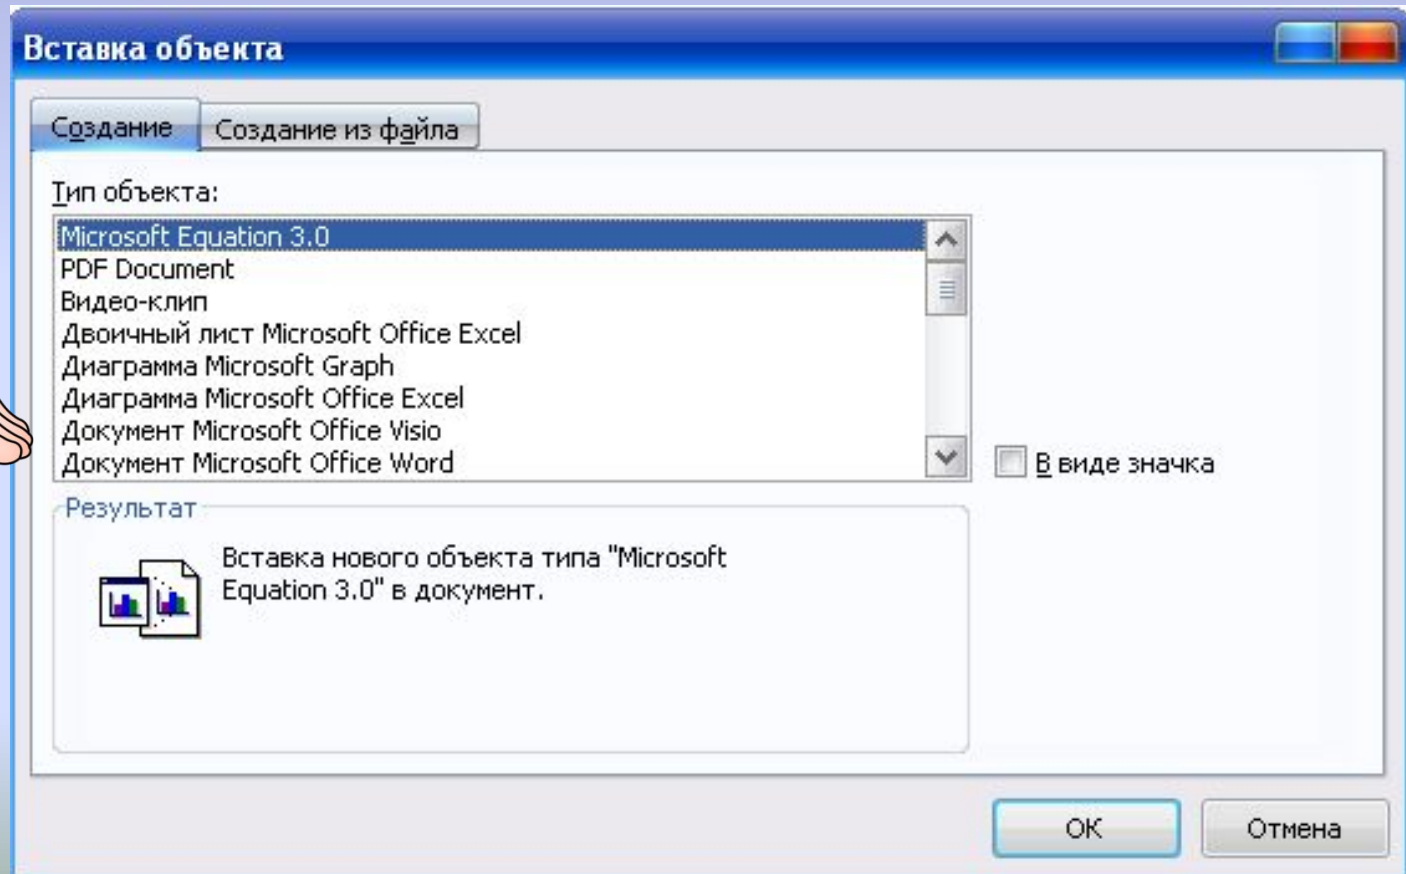 Вставка объекта
Создание
Создание из файла
Тип объекта:
Microsoft Equation 3.0
PDF Document
Видео-клип
Двоичный лист Microsoft Office Excel
Диаграмма Microsoft Graph
Диаграмма Microsoft Office Excel
Документ Microsoft Office Visio
Документ Microsoft Office Word
В виде значка
Результат
Вставка нового объекта типа "Microsoft
Equation 3.0" в документ.
ОК
Отмена